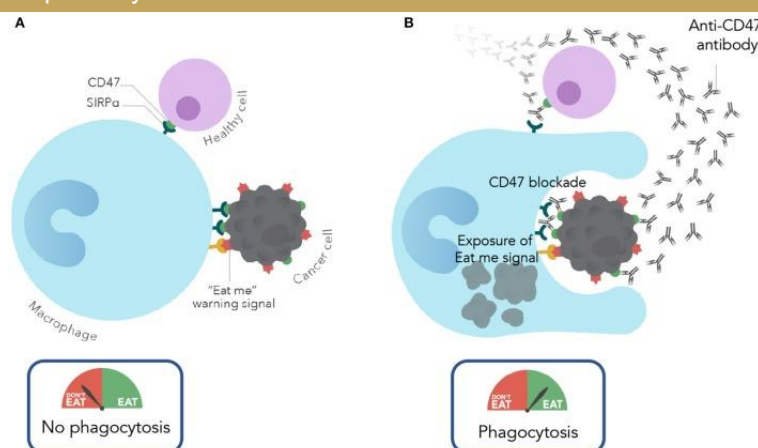 A
CD47
SIRPα
Healthy cell
Cancer cell
"Eat me"
warning signal
Macrophage
DON'T
EAT
EAT
No phagocytosis
B
Anti-CD47
antibody
CD47 blockade
Exposure of
Eat me signal
DON'T
EAT
EAT
Phagocytosis